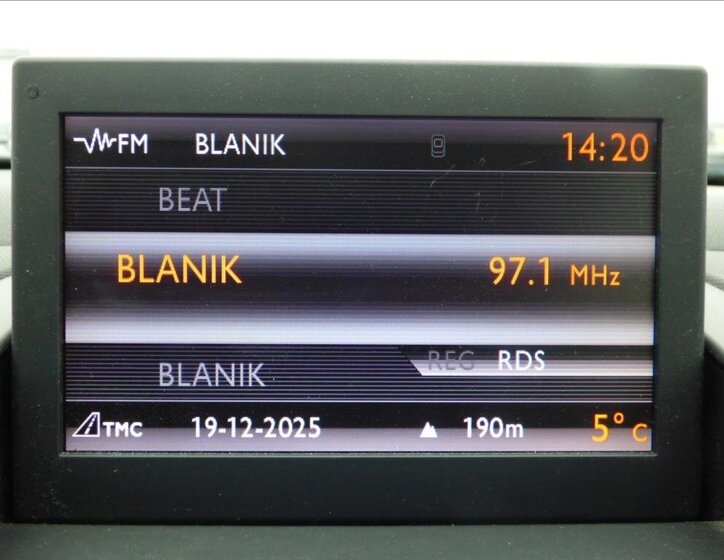 FM BLANIK 14:20
BEAT
BLANIK 97.1 MHz
REG RDS
BLANIK
TMC 19-12-2025 190m 5° C